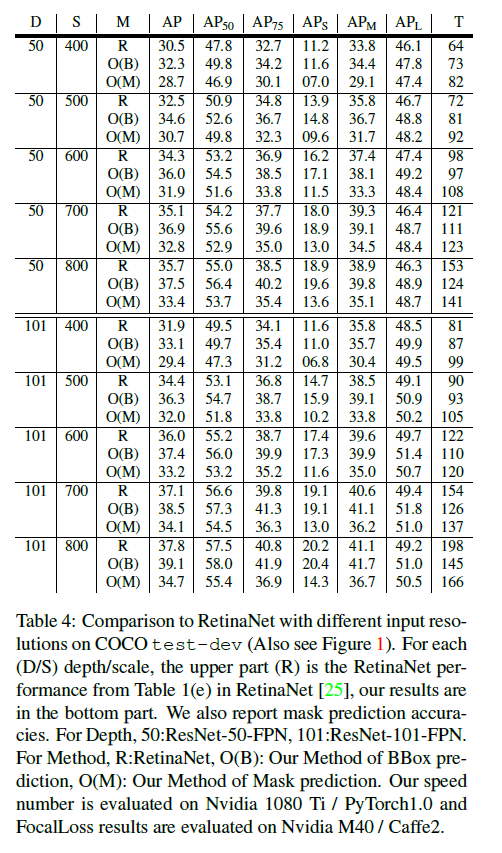 D S M AP AP50 AP75 APS APM APL T
50 400 R 30.5 47.8 32.7 11.2 33.8 46.1 64
O(B) 32.3 49.8 34.2 11.6 34.4 47.8 73
O(M) 28.7 46.9 30.1 07.0 29.1 47.4 82
50 500 R 32.5 50.9 34.8 13.9 35.8 46.7 72
O(B) 34.6 52.6 36.7 14.8 36.7 48.8 81
O(M) 30.7 49.8 32.3 09.6 31.7 48.2 92
50 600 R 34.3 53.2 36.9 16.2 37.4 47.4 98
O(B) 36.0 54.5 38.5 17.1 38.1 49.2 97
O(M) 31.9 51.6 33.8 11.5 33.3 48.4 108
50 700 R 35.1 54.2 37.7 18.0 39.3 46.4 121
O(B) 36.9 55.6 39.6 18.9 39.1 48.7 111
O(M) 32.8 52.9 35.0 13.0 34.5 48.4 123
50 800 R 35.7 55.0 38.5 18.9 38.9 46.3 153
O(B) 37.5 56.4 40.2 19.6 39.8 48.9 124
O(M) 33.4 53.7 35.4 13.6 35.1 48.7 141
101 400 R 31.9 49.5 34.1 11.6 35.8 48.5 81
O(B) 33.1 49.7 35.4 11.0 35.7 49.9 87
O(M) 29.4 47.3 31.2 06.8 30.4 49.5 99
101 500 R 34.4 53.1 36.8 14.7 38.5 49.1 90
O(B) 36.3 54.7 38.7 15.9 39.1 50.9 93
O(M) 32.0 51.8 33.8 10.2 33.8 50.2 105
101 600 R 36.0 55.2 38.7 17.4 39.6 49.7 122
O(B) 37.4 56.0 39.9 17.3 39.9 51.4 110
O(M) 33.2 53.2 35.2 11.6 35.0 50.7 120
101 700 R 37.1 56.6 39.8 19.1 40.6 49.4 154
O(B) 38.5 57.3 41.3 19.1 41.1 51.8 126
O(M) 34.1 54.5 36.3 13.0 36.2 51.0 137
101 800 R 37.8 57.5 40.8 20.2 41.1 49.2 198
O(B) 39.1 58.0 41.9 20.4 41.7 51.0 145
O(M) 34.7 55.4 36.9 14.3 36.7 50.5 166
Table 4: Comparison to RetinaNet with different input reso-
lutions on COCO test-dev (Also see Figure 1). For each
(D/S) depth/scale, the upper part (R) is the RetinaNet per-
formance from Table 1(e) in RetinaNet [25], our results are
in the bottom part. We also report mask prediction accura-
cies. For Depth, 50:ResNet-50-FPN, 101:ResNet-101-FPN.
For Method, R:RetinaNet, O(B): Our Method of BBox pre-
diction, O(M): Our Method of Mask prediction. Our speed
number is evaluated on Nvidia 1080 Ti / PyTorch1.0 and
FocalLoss results are evaluated on Nvidia M40 / Caffe2.